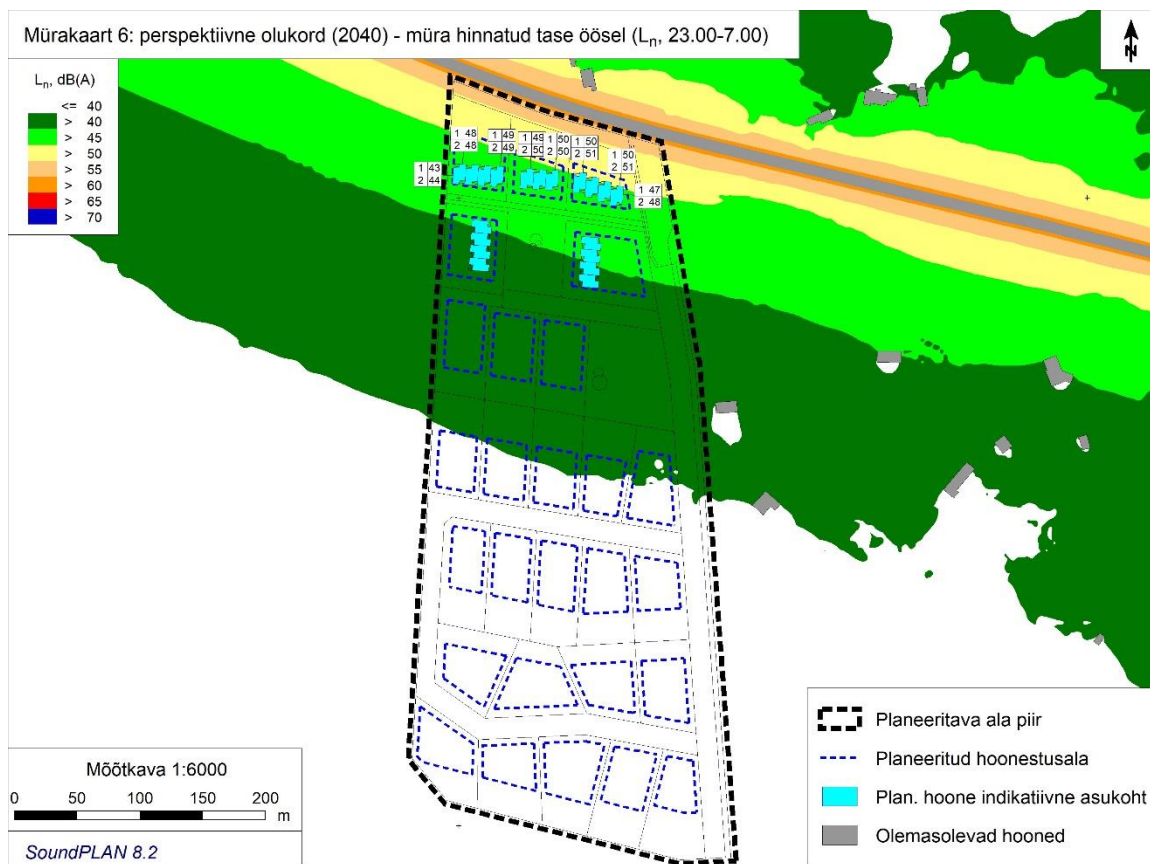 Mürakaart 6: perspektiivne olukord (2040) - müra hinnatud tase öösel (Ln, 23.00-7.00)
N
Ln, dB(A)
<= 40
> 40
> 45
> 50
> 55
> 60
> 65
> 70
1 48
2 48
1 49
2 49
1 49
2 50
1 50
2 50
1 50
2 51
1 50
2 51
1 43
2 44
1 47
2 48
Planeeritava ala piir
Planeeritud hoonestusala
Plan. hoone indikatiivne asukoht
Olemasolevad hooned
Mõõtkava 1:6000
0 50 100 150 200
m
SoundPLAN 8.2